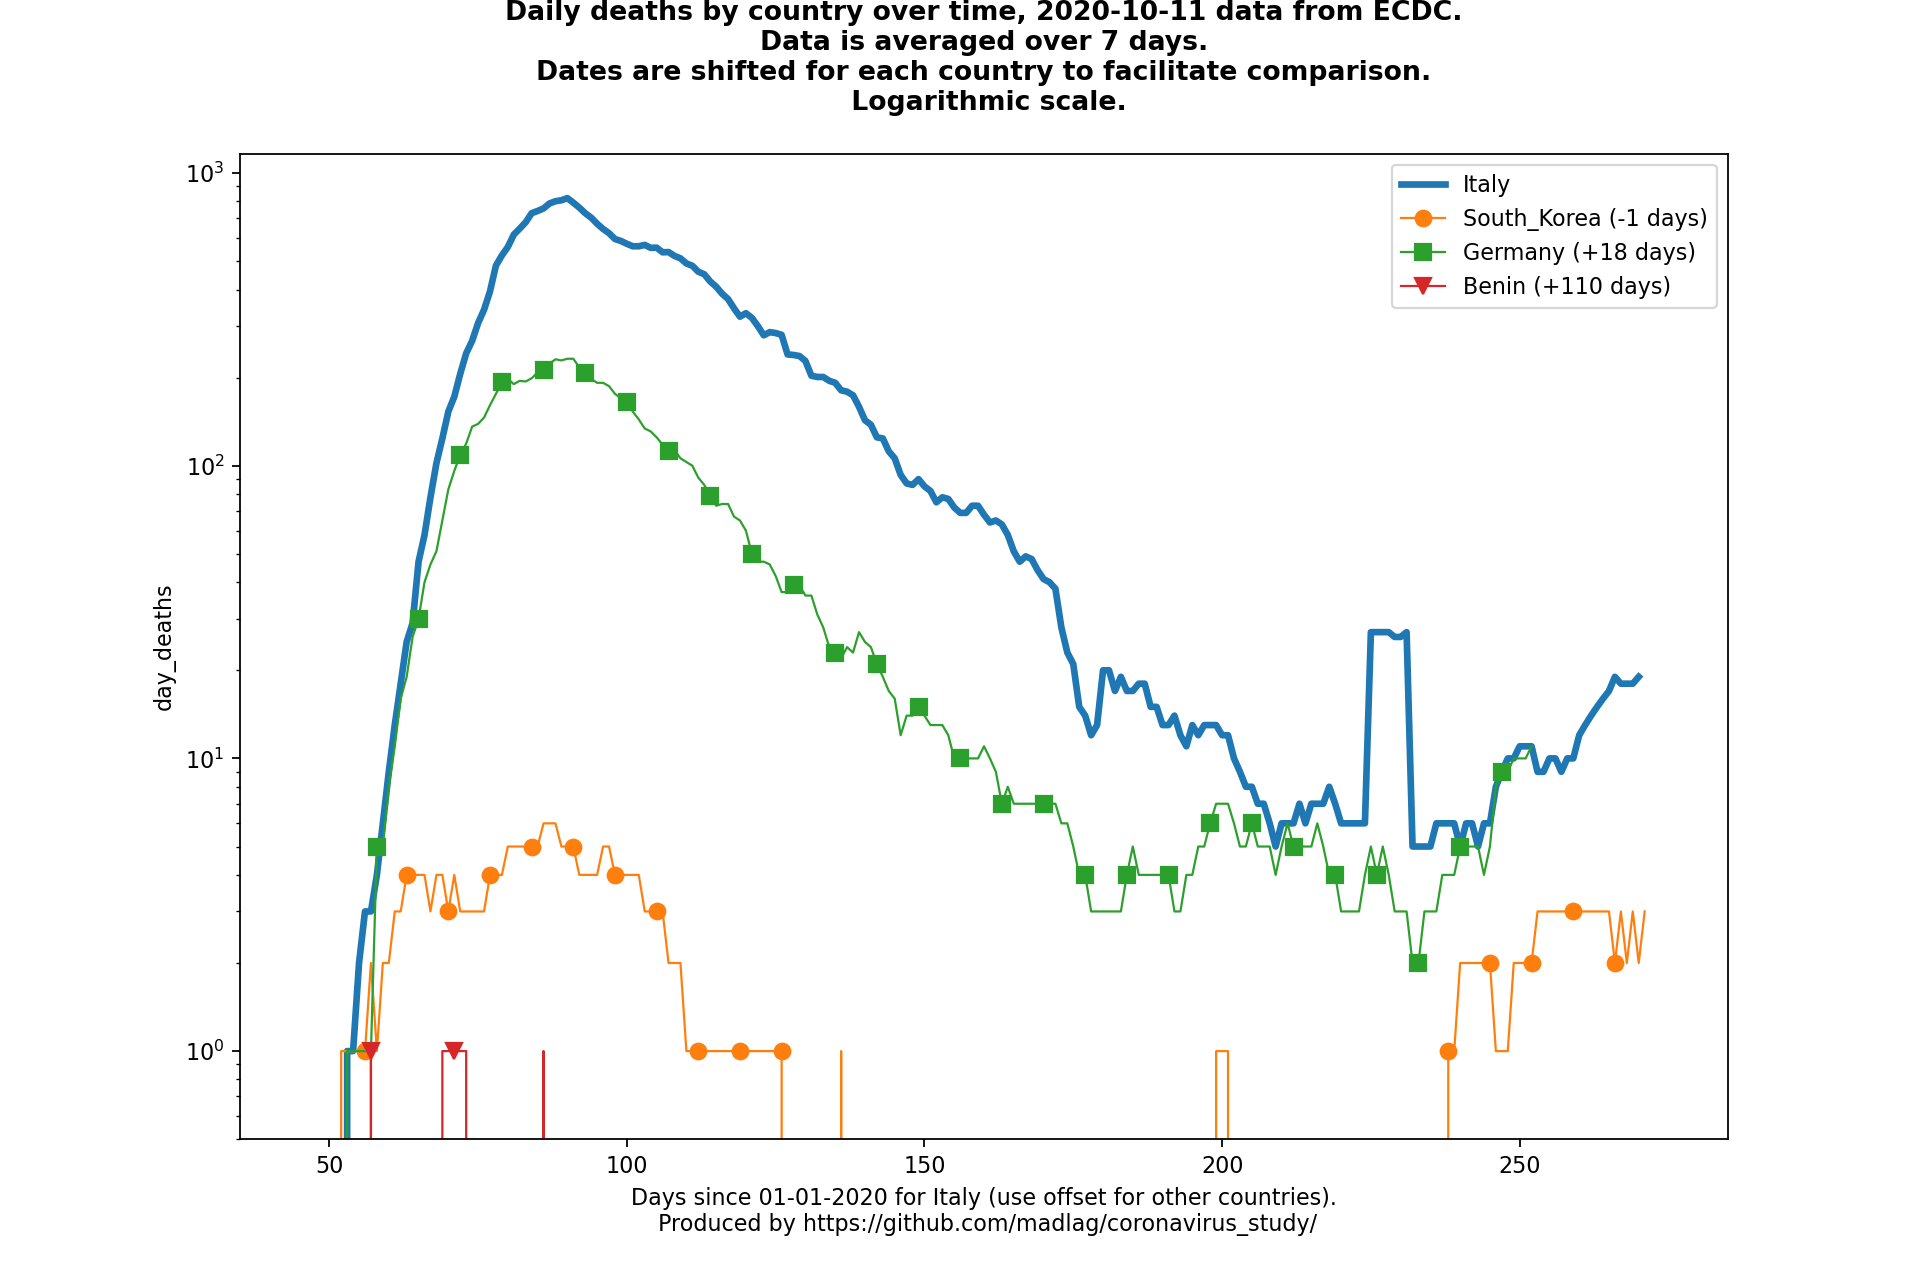 Daily deaths by country over time, 2020-10-11 data from ECDC.
Data is averaged over 7 days.
Dates are shifted for each country to facilitate comparison.
Logarithmic scale.
10³
10²
10¹
10⁰
day_deaths
Italy
South_Korea (-1 days)
Germany (+18 days)
Benin (+110 days)
50 100 150 200 250
Days since 01-01-2020 for Italy (use offset for other countries).
Produced by https://github.com/madlag/coronavirus_study/